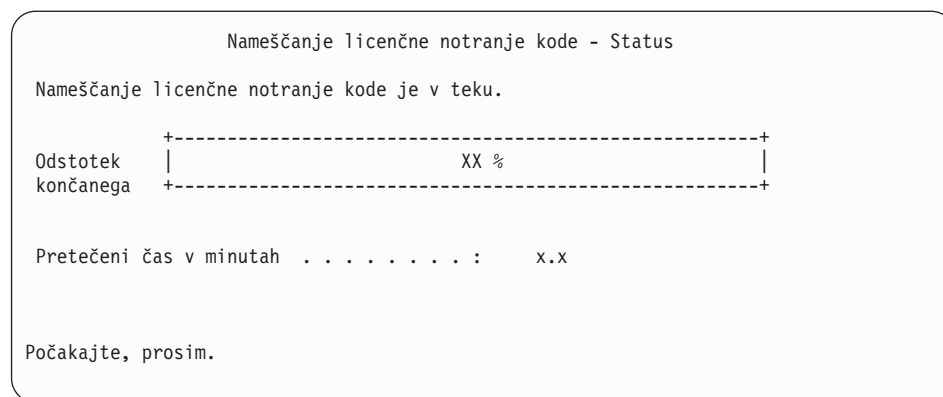 Nameščanje licenčne notranje kode - Status
Nameščanje licenčne notranje kode je v teku.
+------------------------------------------------------+
Odstotek | XX % |
končanega +------------------------------------------------------+
Pretečeni čas v minutah . . . . . . . . : x.x
Počakajte, prosim.